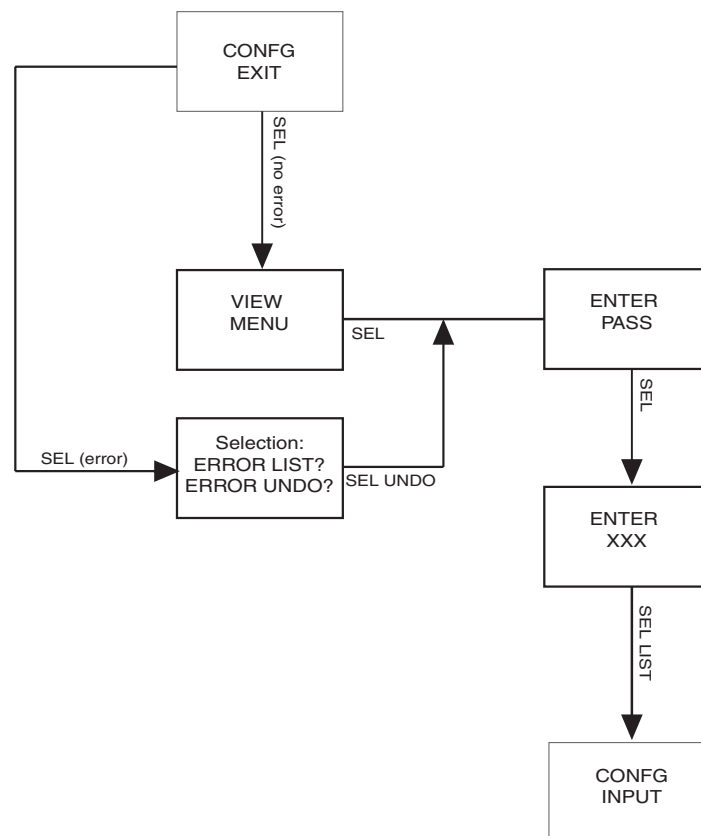 CONFG
EXIT
SEL (no error)
VIEW
MENU
SEL
ENTER
PASS
SEL
Selection:
ERROR LIST?
ERROR UNDO?
SEL (error)
SEL UNDO
ENTER
XXX
SEL LIST
CONFG
INPUT